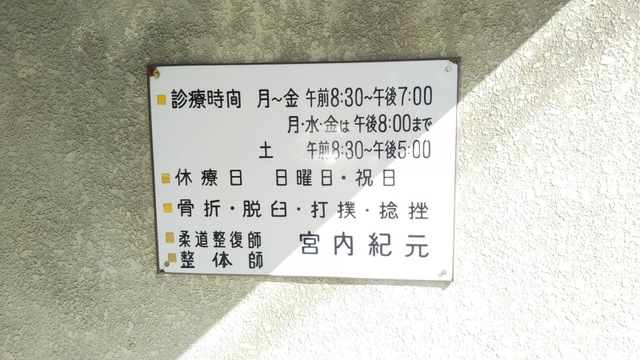 診療時間 月〜金 午前8:30〜午後7:00
月・水・金は午後8:00まで
土 午前8:30〜午後5:00
休療日 日曜日・祝日
骨折・脱臼・打撲・捻挫
柔道整復師 宮内紀元
整体師